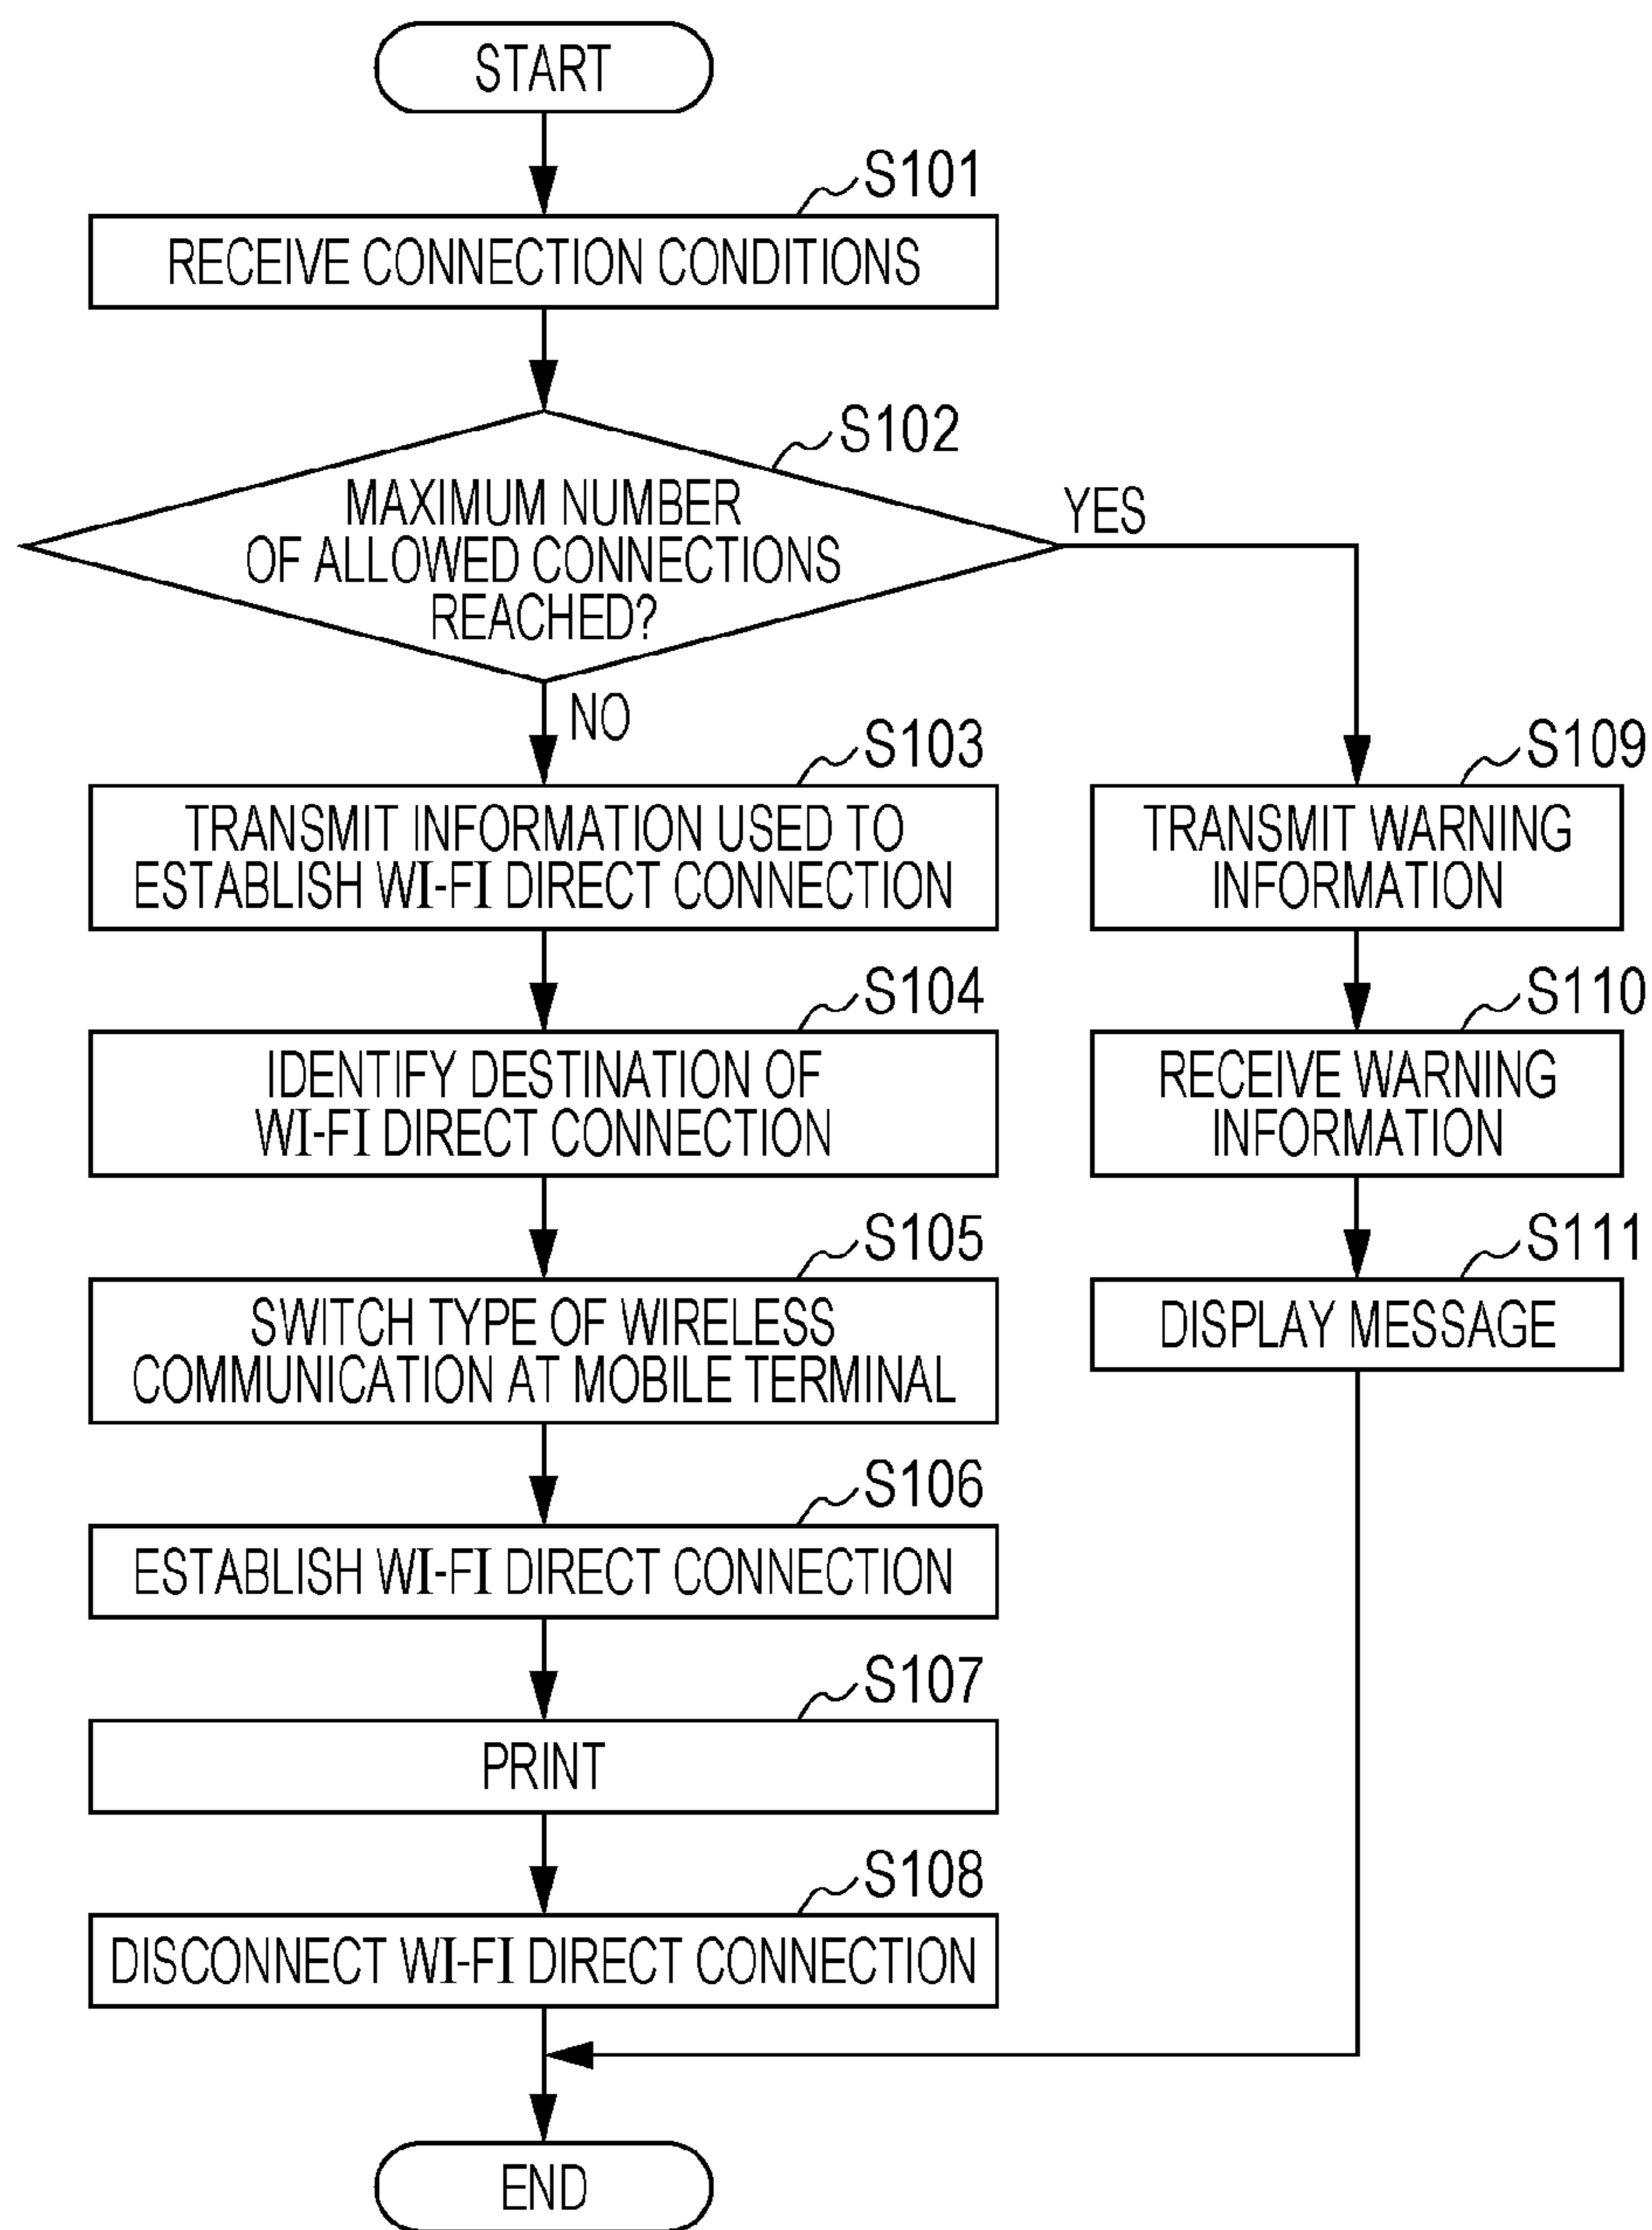 START
S101
RECEIVE CONNECTION CONDITIONS
S102
MAXIMUM NUMBER
OF ALLOWED CONNECTIONS
REACHED?
YES
NO
S103
TRANSMIT INFORMATION USED TO
ESTABLISH WI-FI DIRECT CONNECTION
S104
IDENTIFY DESTINATION OF
WI-FI DIRECT CONNECTION
S105
SWITCH TYPE OF WIRELESS
COMMUNICATION AT MOBILE TERMINAL
S106
ESTABLISH WI-FI DIRECT CONNECTION
S107
PRINT
S108
DISCONNECT WI-FI DIRECT CONNECTION
S109
TRANSMIT WARNING
INFORMATION
S110
RECEIVE WARNING
INFORMATION
S111
DISPLAY MESSAGE
END